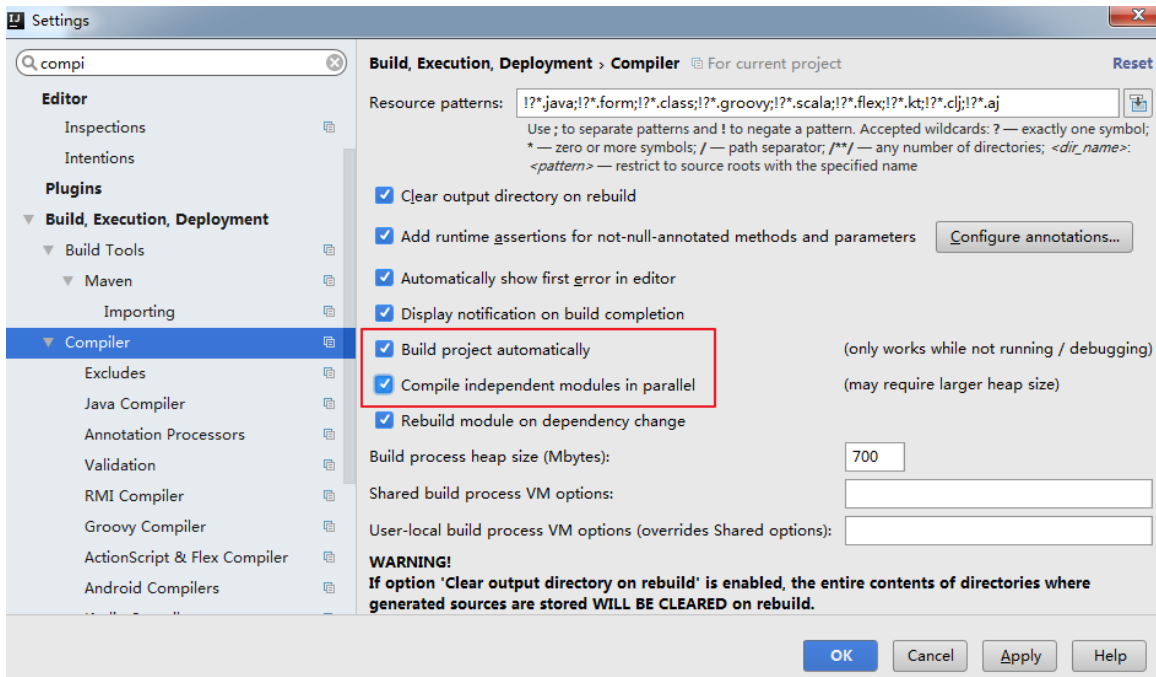 Settings
compi
Editor
Inspections
Intentions
Plugins
Build, Execution, Deployment
Build Tools
Maven
Importing
Compiler
Excludes
Java Compiler
Annotation Processors
Validation
RMI Compiler
Groovy Compiler
ActionScript & Flex Compiler
Android Compilers
Build, Execution, Deployment › Compiler For current project Reset
Resource patterns: !?*.java;!?*.form;!?*.class;!?*.groovy;!?*.scala;!?*.flex;!?*.kt;!?*.clj;!?*.aj
Use ; to separate patterns and ! to negate a pattern. Accepted wildcards: ? — exactly one symbol;
* — zero or more symbols; / — path separator; /**/ — any number of directories; <dir_name>:
<pattern> — restrict to source roots with the specified name
Clear output directory on rebuild
Add runtime assertions for not-null-annotated methods and parameters Configure annotations...
Automatically show first error in editor
Display notification on build completion
Build project automatically (only works while not running / debugging)
Compile independent modules in parallel (may require larger heap size)
Rebuild module on dependency change
Build process heap size (Mbytes): 700
Shared build process VM options:
User-local build process VM options (overrides Shared options):
WARNING!
If option 'Clear output directory on rebuild' is enabled, the entire contents of directories where
generated sources are stored WILL BE CLEARED on rebuild.
OK Cancel Apply Help